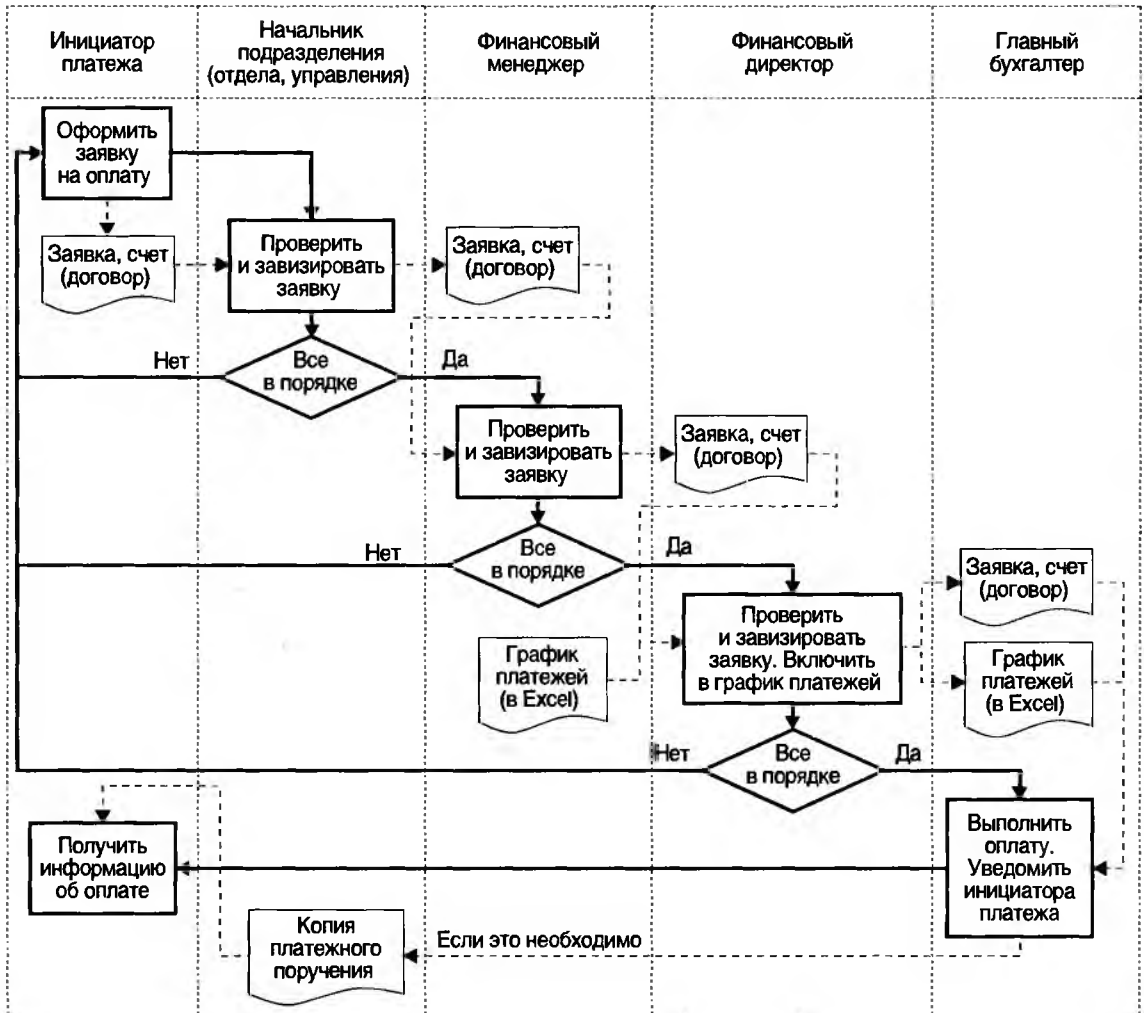 Инициатор
платежа
Начальник
подразделения
(отдела, управления)
Финансовый
менеджер
Финансовый
директор
Главный
бухгалтер
Оформить
заявку
на оплату
Заявка, счет
(договор)
Проверить
и завизировать
заявку
Заявка, счет
(договор)
Нет
Все
в порядке
Да
Проверить
и завизировать
заявку
Заявка, счет
(договор)
Нет
Все
в порядке
Да
Заявка, счет
(договор)
График
платежей
(в Excel)
Проверить
и завизировать
заявку. Включить
в график платежей
График
платежей
(в Excel)
Нет
Все
в порядке
Да
Получить
информацию
об оплате
Выполнить
оплату.
Уведомить
инициатора
платежа
Копия
платежного
поручения
Если это необходимо